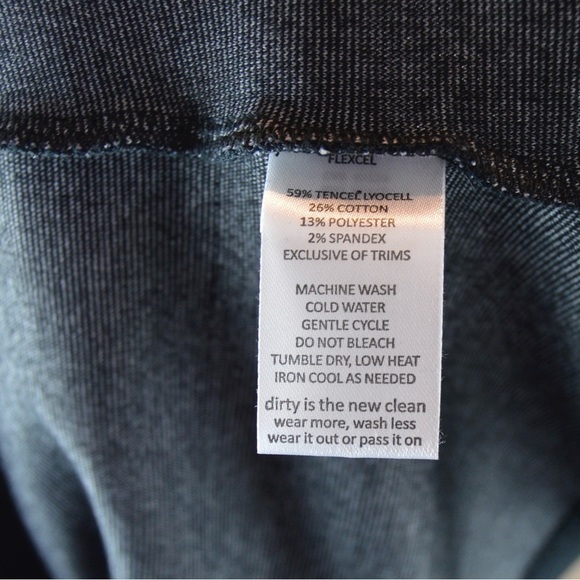 FLEXCEL
59% TENCEL LYOCELL
26% COTTON
13% POLYESTER
2% SPANDEX
EXCLUSIVE OF TRIMS
MACHINE WASH
COLD WATER
GENTLE CYCLE
DO NOT BLEACH
TUMBLE DRY, LOW HEAT
IRON COOL AS NEEDED
dirty is the new clean
wear more, wash less
wear it out or pass it on